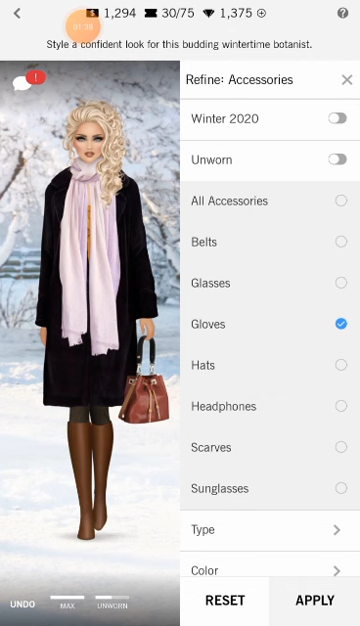 $ 1,294 30/75 1,375 ?
01:38
Style a confident look for this budding wintertime botanist.
!
Refine: Accessories
Winter 2020
Unworn
All Accessories
Belts
Glasses
Gloves
Hats
Headphones
Scarves
Sunglasses
Type
Color
UNDO MAX UNWORN
RESET APPLY